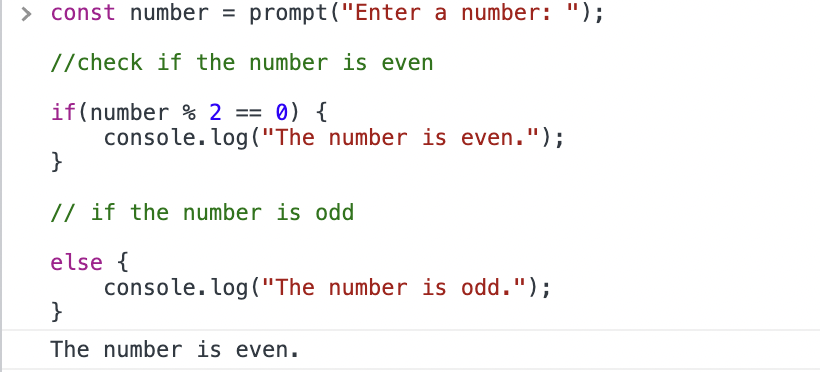 > const number = prompt("Enter a number: ");
//check if the number is even
if(number % 2 == 0) {
    console.log("The number is even.");
}
// if the number is odd
else {
    console.log("The number is odd.");
}
The number is even.